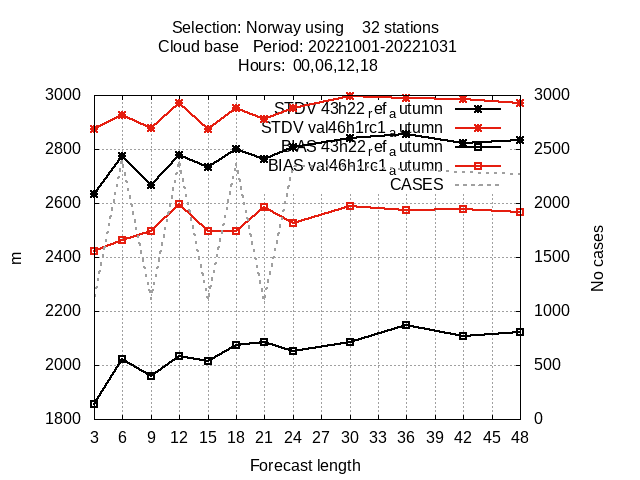 Selection: Norway using    32 stations
Cloud base   Period: 20221001-20221031
Hours:  00,06,12,18
3000 3000
STDV 43h22_ref_autumn
STDV val46h1rc1_autumn
2800 2500
BIAS 43h22_ref_autumn
BIAS val46h1rc1_autumn
CASES
2600 2000
2400 1500
2200 1000
2000 500
1800 0
m
No cases
3 6 9 12 15 18 21 24 27 30 33 36 39 42 45 48
Forecast length